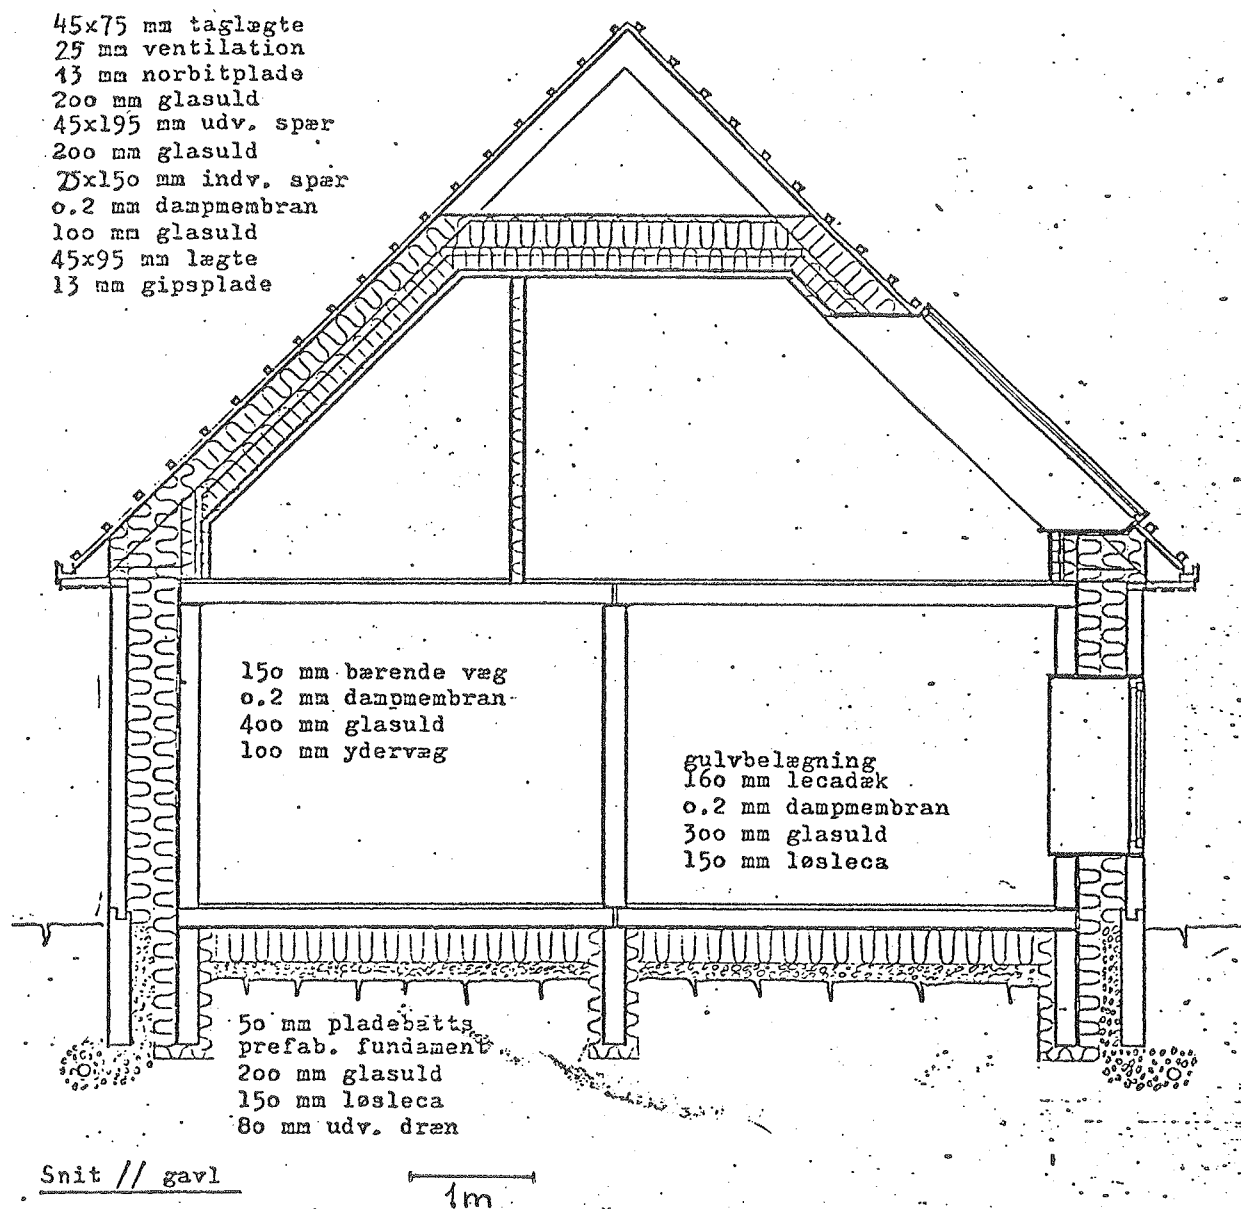 45x75 mm taglægte
25 mm ventilation
13 mm norbitplade
200 mm glasuld
45x195 mm udv. spær
200 mm glasuld
25x150 mm indv. spær
0.2 mm dampmembran
100 mm glasuld
45x95 mm lægte
13 mm gipsplade
150 mm bærende væg
0.2 mm dampmembran
400 mm glasuld
100 mm ydervæg
gulvbelægning
160 mm lecadæk
0.2 mm dampmembran
300 mm glasuld
150 mm løsleca
50 mm pladebatts
prefab. fundament
200 mm glasuld
150 mm løsleca
80 mm udv. dræn
Snit // gavl
1m